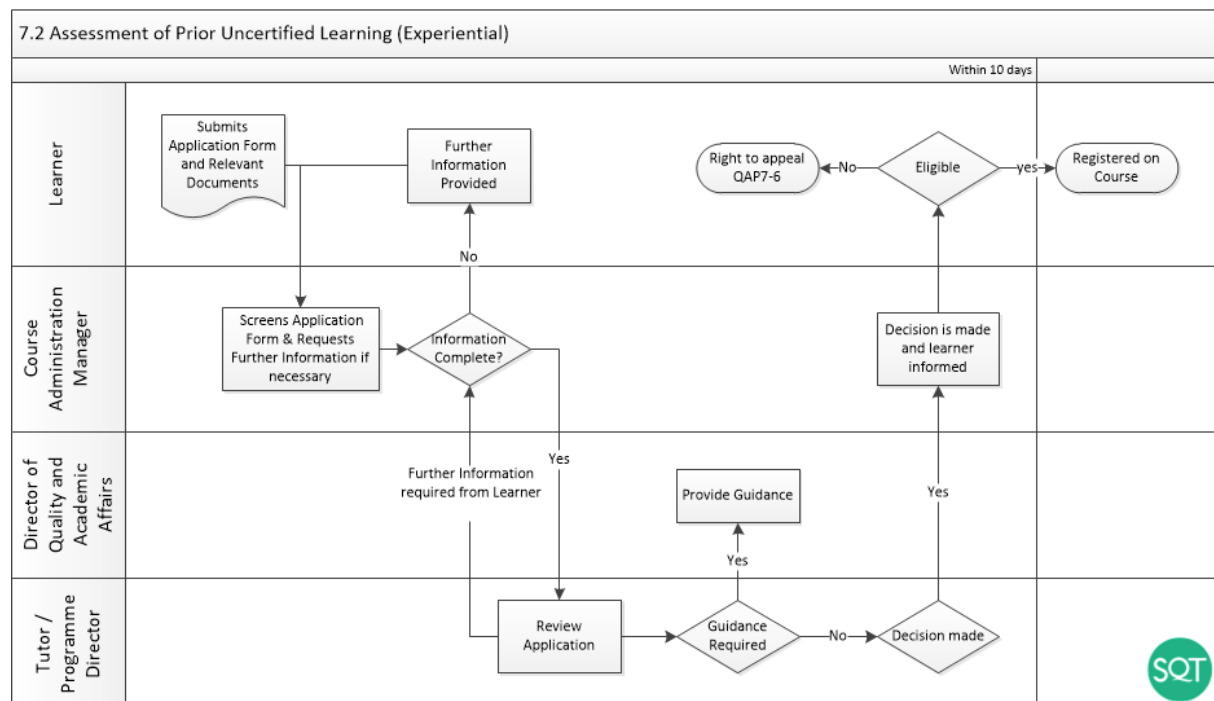 7.2 Assessment of Prior Uncertified Learning (Experiential)
Within 10 days
Learner
Submits
Application Form
and Relevant
Documents
Further
Information
Provided
Right to appeal
QAP7-6
No
Eligible
yes
Registered on
Course
No
Course
Administration
Manager
Screens Application
Form & Requests
Further Information if
necessary
Information
Complete?
Decision is made
and learner
informed
Director of
Quality and
Academic
Affairs
Further Information
required from Learner
Yes
Provide Guidance
Yes
Yes
Tutor /
Programme
Director
Review
Application
Guidance
Required
No
Decision made
SQT